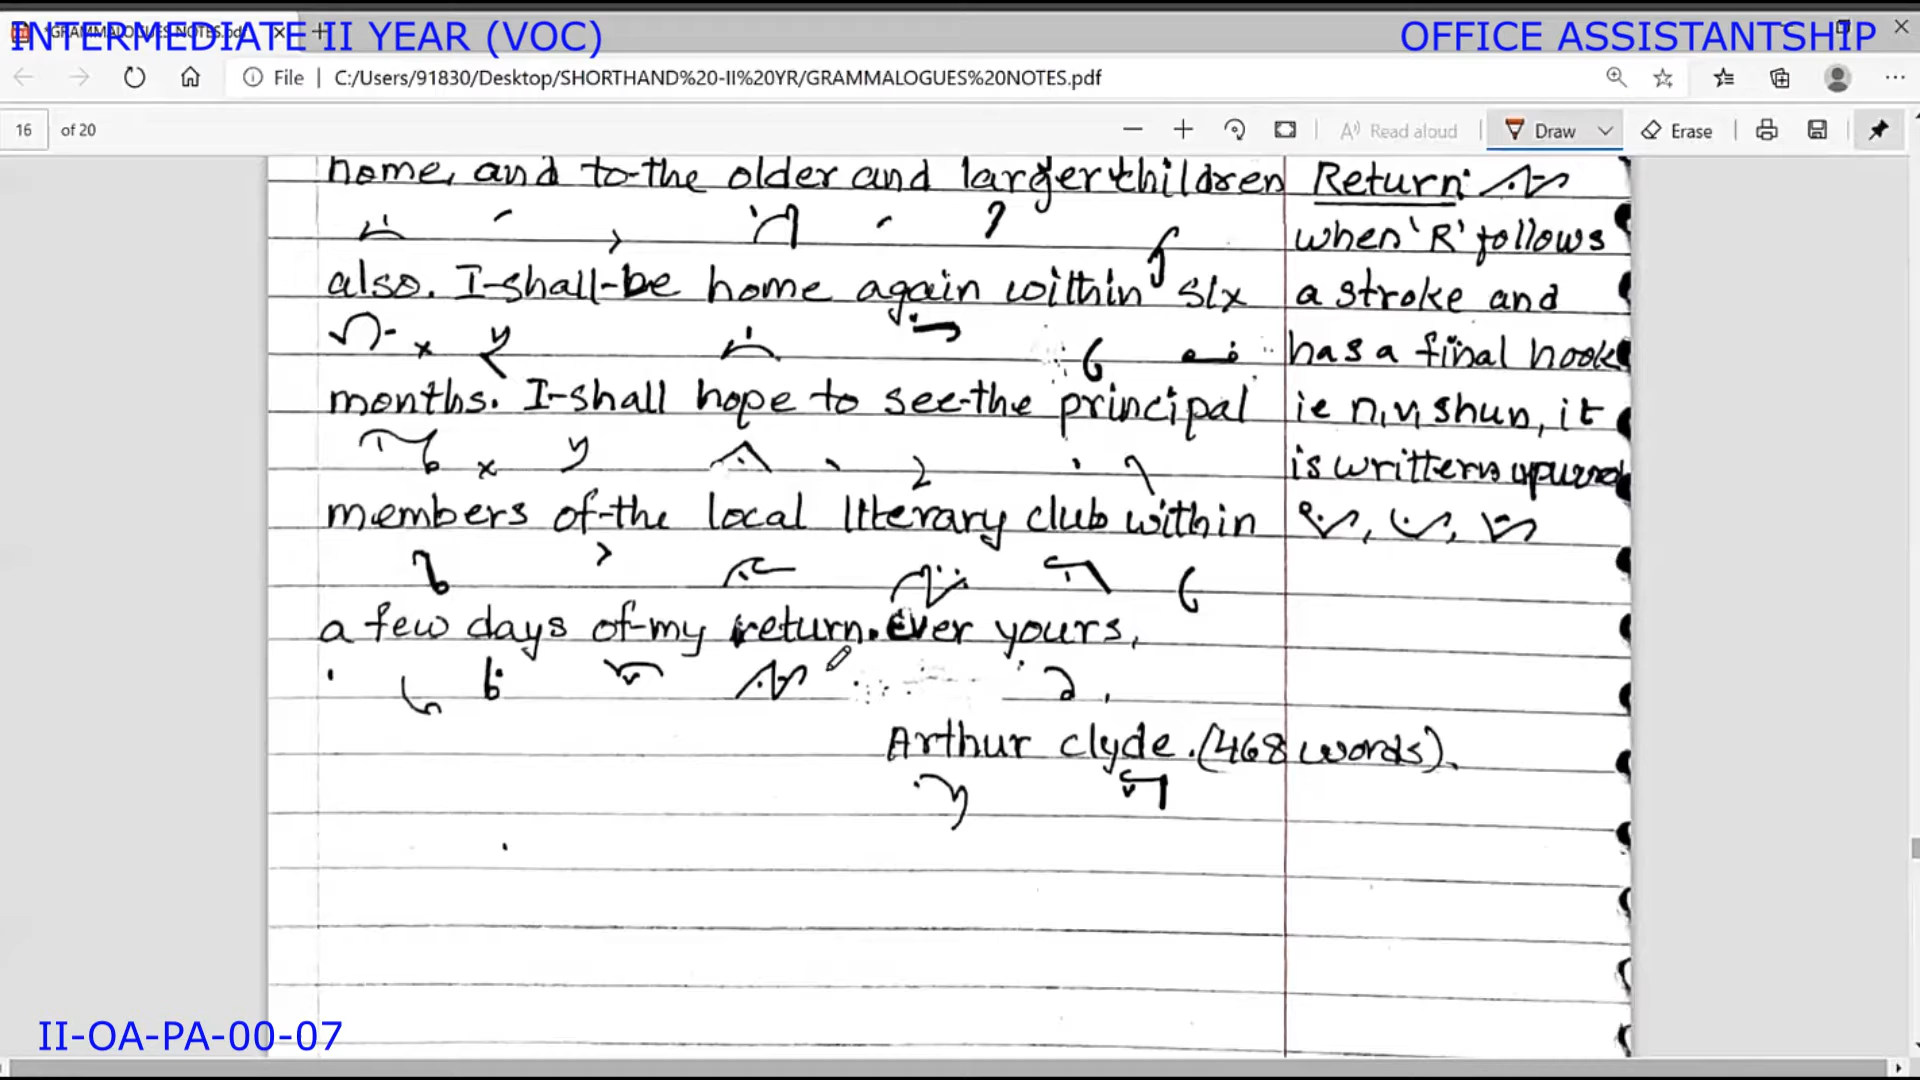 INTERMEDIATE II YEAR (VOC)
OFFICE ASSISTANTSHIP
GRAMMALOGUES NOTES.pdf
File | C:/Users/91830/Desktop/SHORTHAND%20-II%20YR/GRAMMALOGUES%20NOTES.pdf
16 of 20
Read aloud
Draw
Erase
home, and to-the older and larger children
also. I-shall-be home again within six
months. I-shall hope to see-the principal
members of-the local literary club within
a few days of-my return. Ever yours,
Arthur Clyde. (468 words).
Return:
when 'R' follows
a stroke and
has a final hook
ie n, v, shun, it
is written
II-OA-PA-00-07